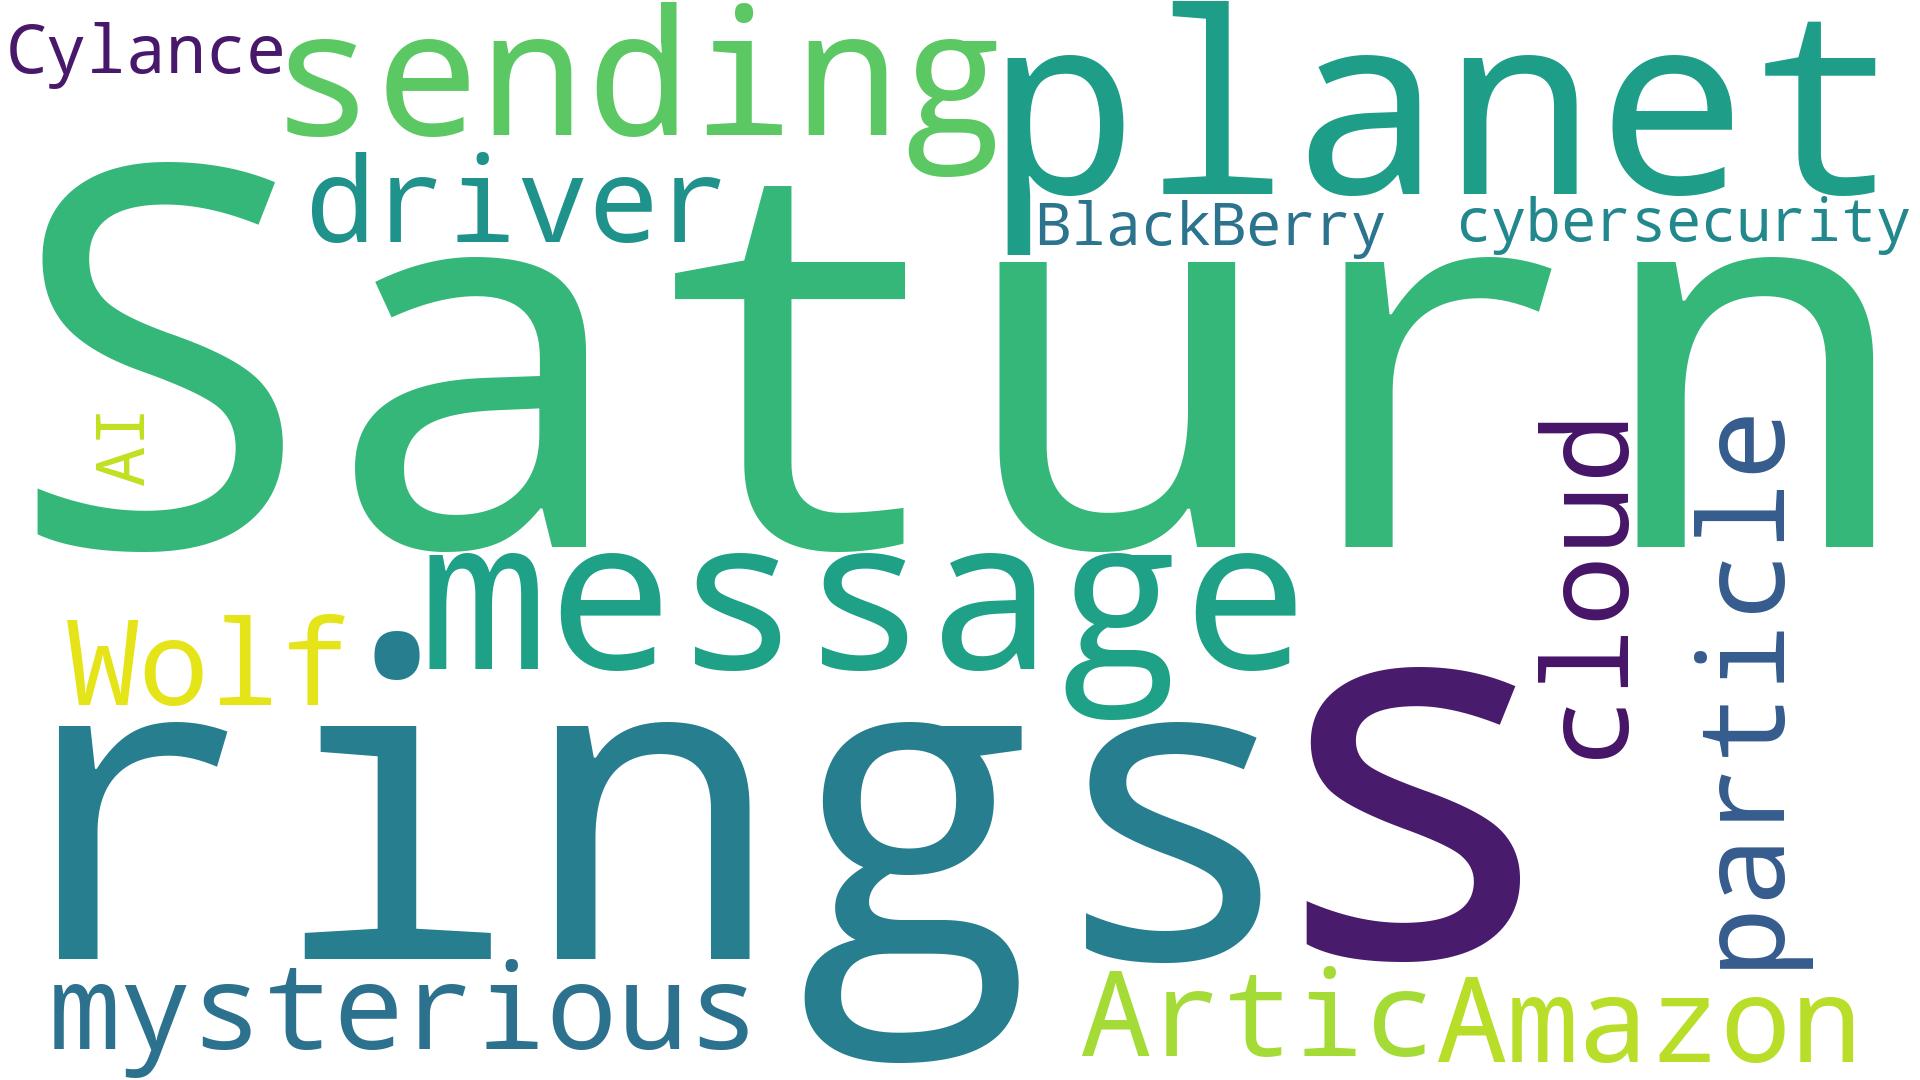 Cylance
sending
planet
driver
BlackBerry
cybersecurity
Saturn
AI
message
cloud
particle
Wolf
rings
S
mysterious
Artic
Amazon